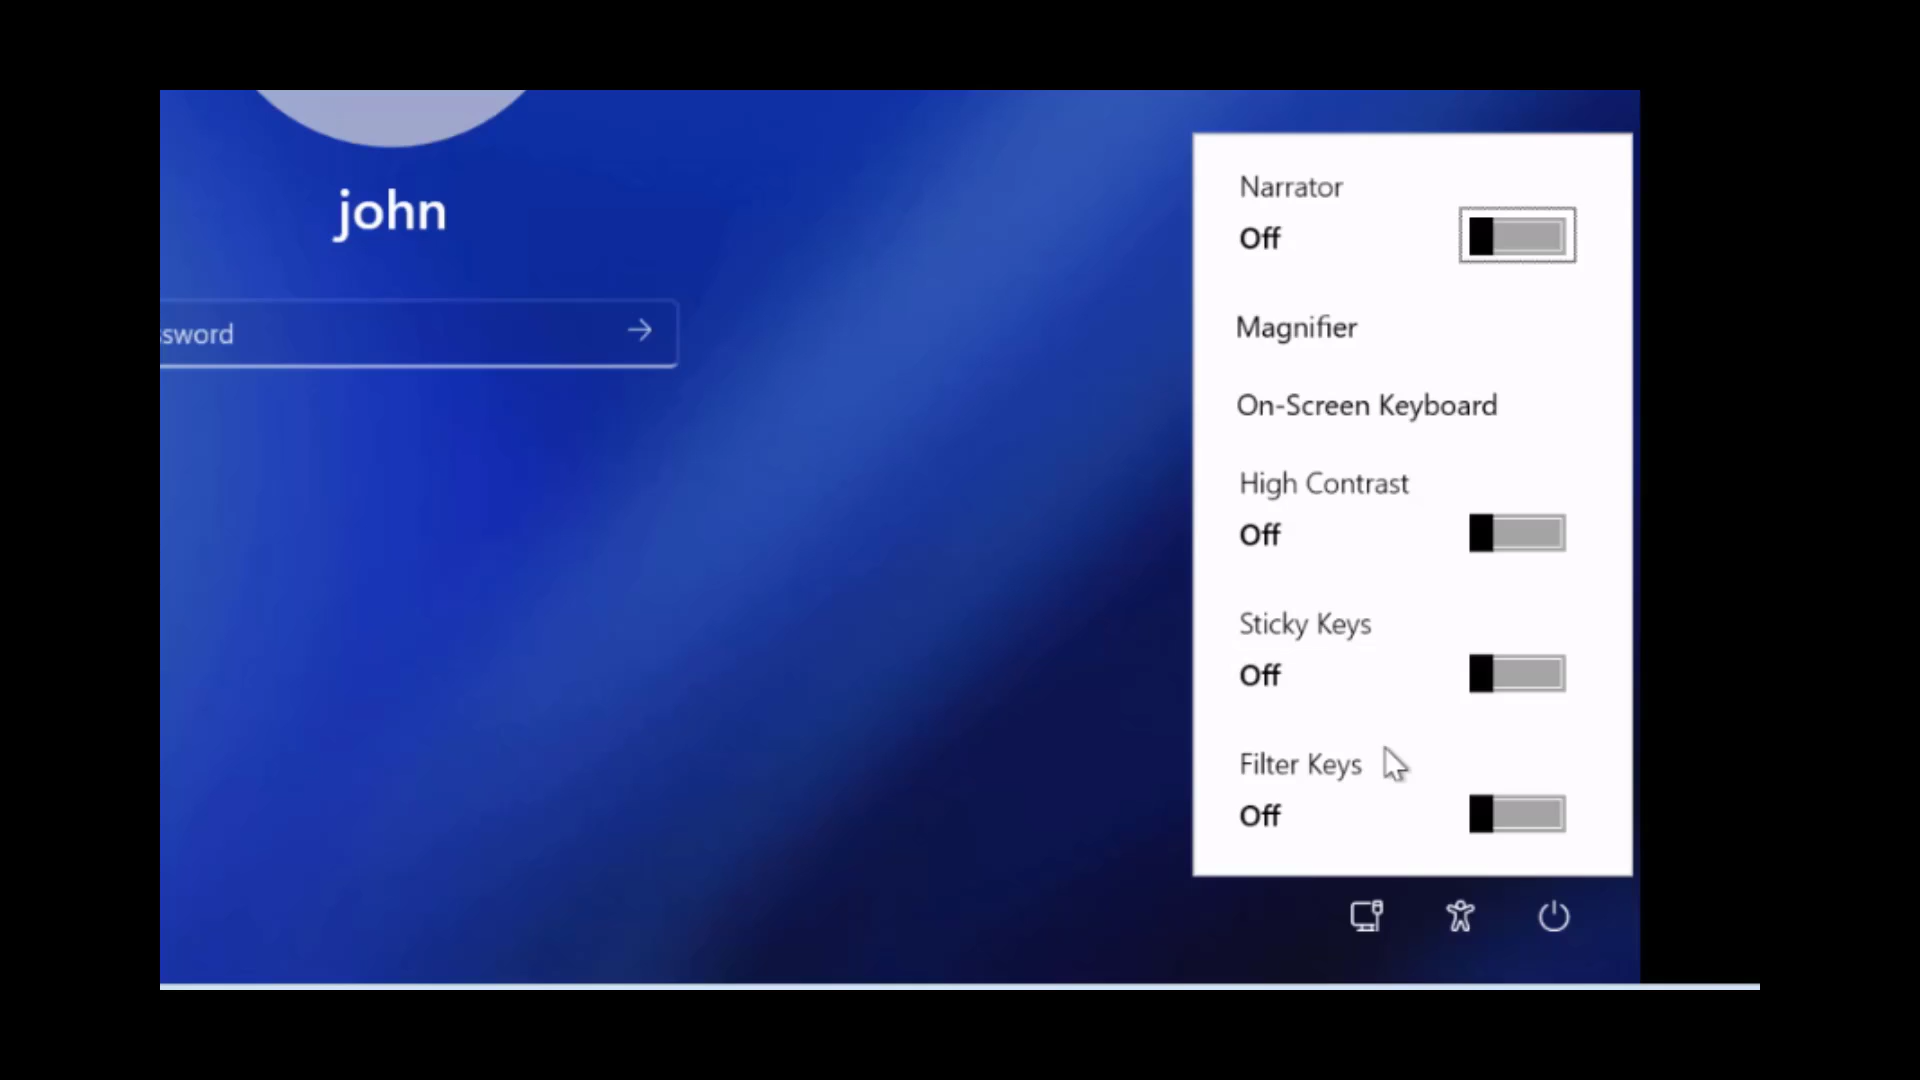 john
sword
Narrator
Off
Magnifier
On-Screen Keyboard
High Contrast
Off
Sticky Keys
Off
Filter Keys
Off